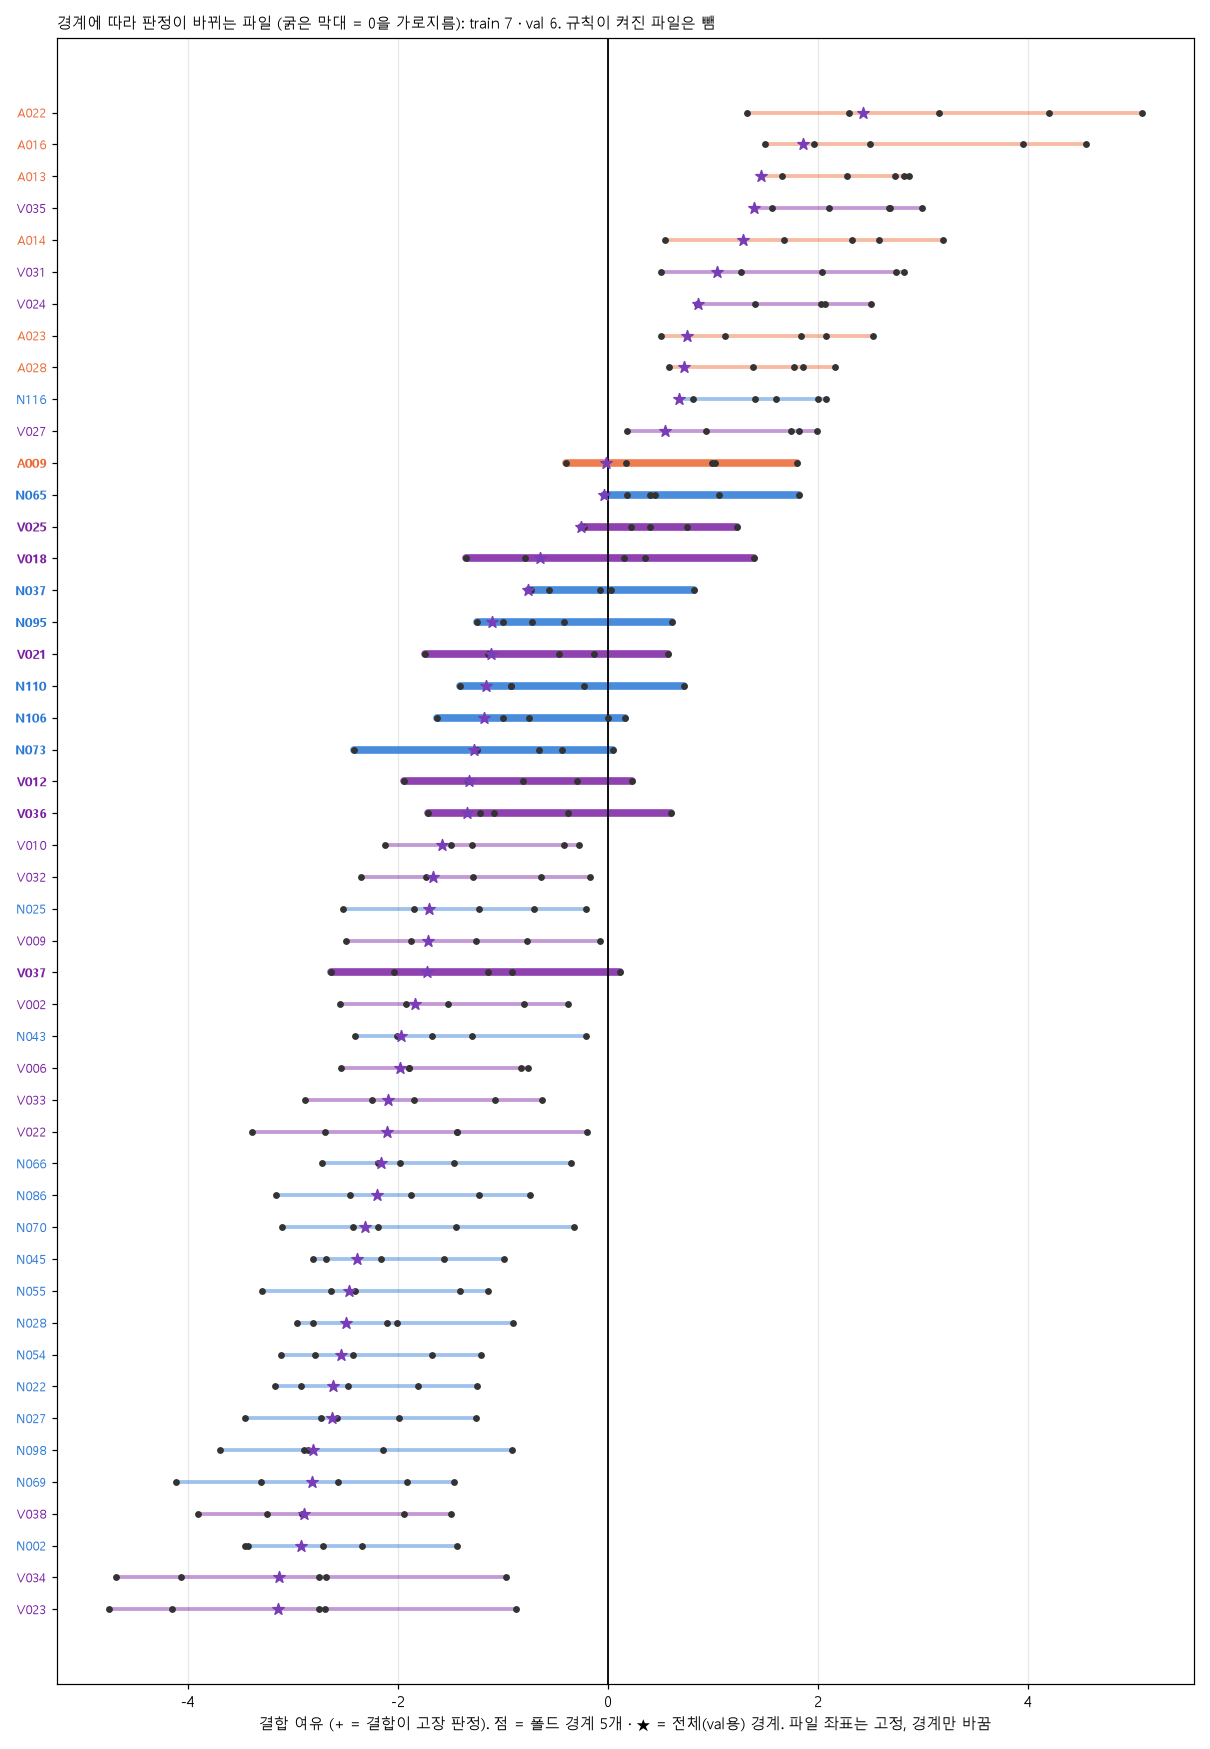 경계에 따라 판정이 바뀌는 파일 (굵은 막대 = 0을 가로지름): train 7 · val 6. 규칙이 켜진 파일은 뺌
A022
A016
A013
V035
A014
V031
V024
A023
A028
N116
V027
A009
N065
V025
V018
N037
N095
V021
N110
N106
N073
V012
V036
V010
V032
N025
V009
V037
V002
N043
V006
V033
V022
N066
N086
N070
N045
N055
N028
N054
N022
N027
N098
N069
V038
N002
V034
V023
-4 -2 0 2 4
결합 여유 (+ = 결합이 고장 판정). 점 = 폴드 경계 5개 · ★ = 전체(val용) 경계. 파일 좌표는 고정, 경계만 바꿈